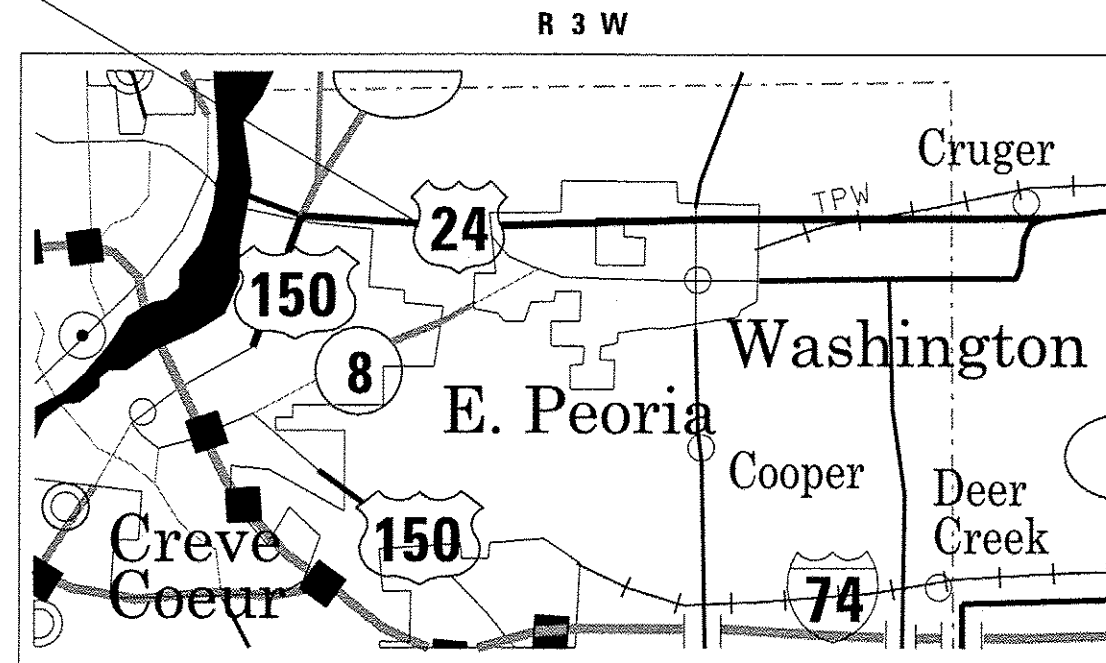 R 3 W
Cruger
TPW
24
150
8
Washington
E. Peoria
Cooper
Deer
Creek
150
Creve
Coeur
74